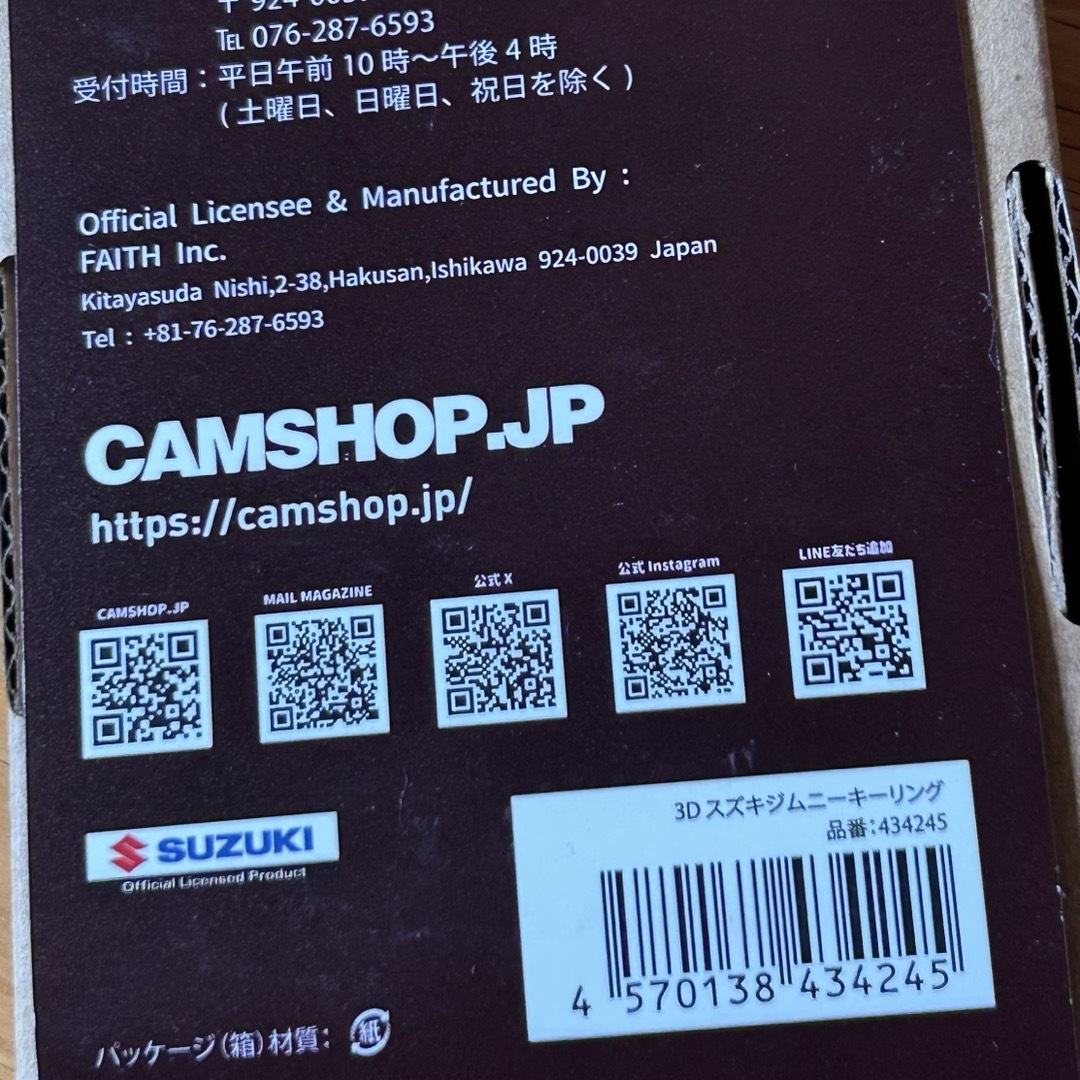 〒924-0039
TEL 076-287-6593
受付時間：平日午前10時～午後4時
(土曜日、日曜日、祝日を除く)
Official Licensee & Manufactured By :
FAITH Inc.
Kitayasuda Nishi,2-38,Hakusan,Ishikawa 924-0039 Japan
Tel : +81-76-287-6593
CAMSHOP.JP
https://camshop.jp/
CAMSHOP.JP
MAIL MAGAZINE
公式 X
公式 Instagram
LINE友だち追加
SUZUKI
Official Licensed Product
3D スズキジムニーキーリング
品番:434245
4 570138 434245
パッケージ(箱)材質:
紙